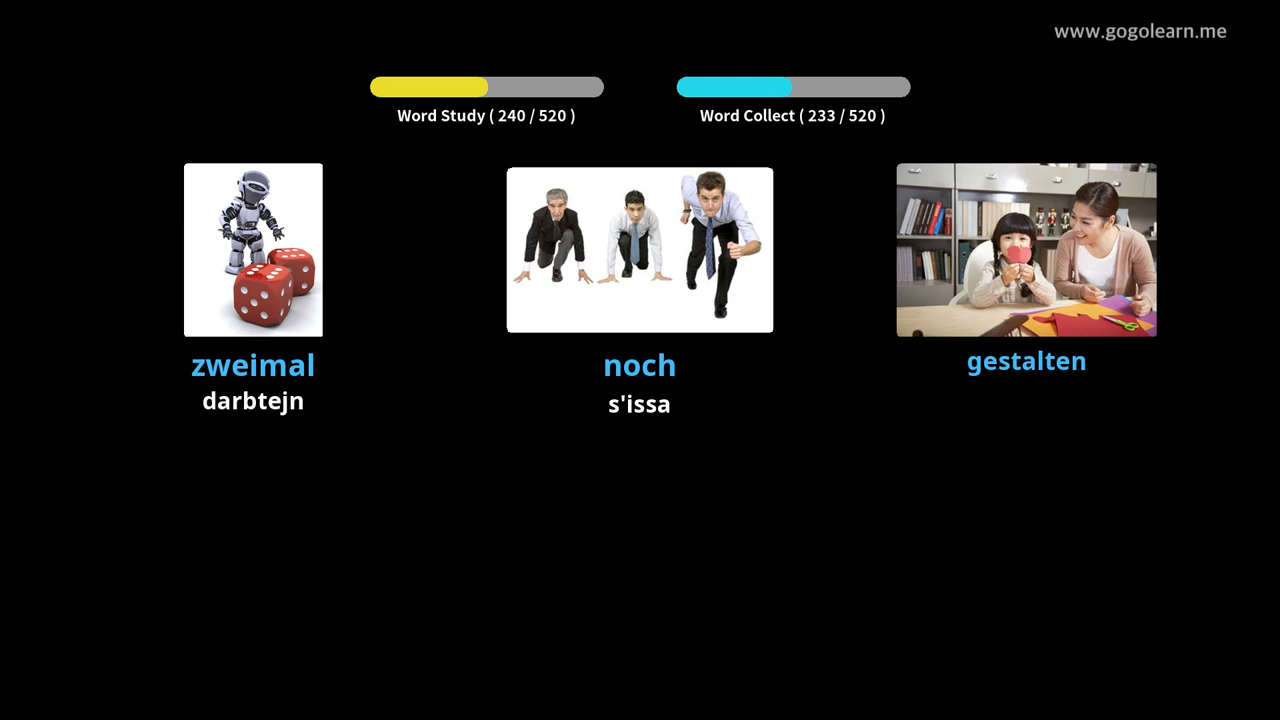 www.gogolearn.me
Word Study ( 240 / 520 )
Word Collect ( 233 / 520 )
zweimal
darbtejn
noch
s'issa
gestalten